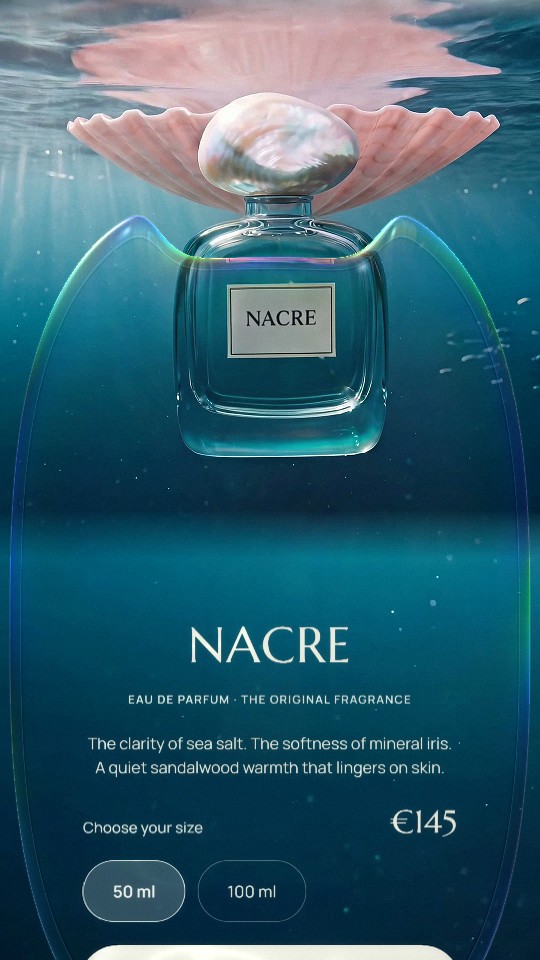 NACRE
NACRE
EAU DE PARFUM · THE ORIGINAL FRAGRANCE
The clarity of sea salt. The softness of mineral iris.
A quiet sandalwood warmth that lingers on skin.
Choose your size
€145
50 ml
100 ml